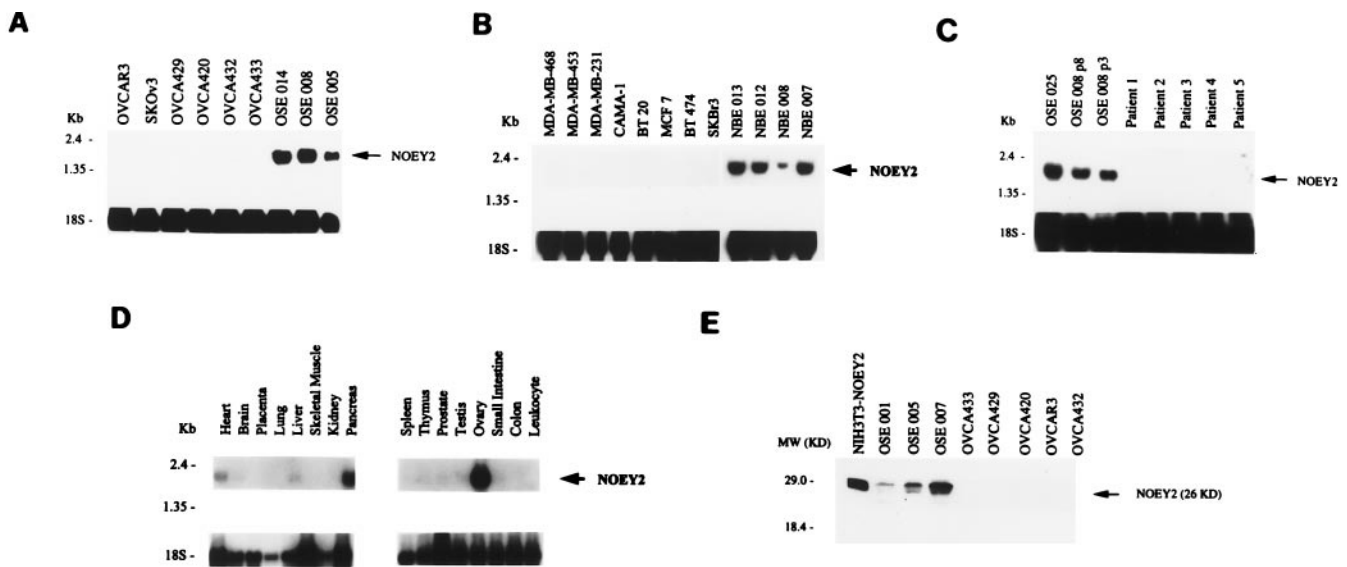 A
OVCAR3
SKOv3
OVCA429
OVCA420
OVCA432
OVCA433
OSE 014
OSE 008
OSE 005
Kb
2.4 -
1.35 -
18S -
NOEY2
B
MDA-MB-468
MDA-MB-453
MDA-MB-231
CAMA-1
BT 20
MCF 7
BT 474
SKBr3
NBE 013
NBE 012
NBE 008
NBE 007
Kb
2.4 -
1.35 -
18S -
NOEY2
C
OSE 025
OSE 008 p8
OSE 008 p3
Patient 1
Patient 2
Patient 3
Patient 4
Patient 5
Kb
2.4 -
1.35 -
18S -
NOEY2
D
Heart
Brain
Placenta
Lung
Liver
Skeletal Muscle
Kidney
Pancreas
Spleen
Thymus
Prostate
Testis
Ovary
Small Intestine
Colon
Leukocyte
Kb
2.4 -
1.35 -
18S -
NOEY2
E
NIH3T3-NOEY2
OSE 001
OSE 005
OSE 007
OVCA433
OVCA429
OVCA420
OVCAR3
OVCA432
MW (KD)
29.0 -
18.4 -
NOEY2 (26 KD)